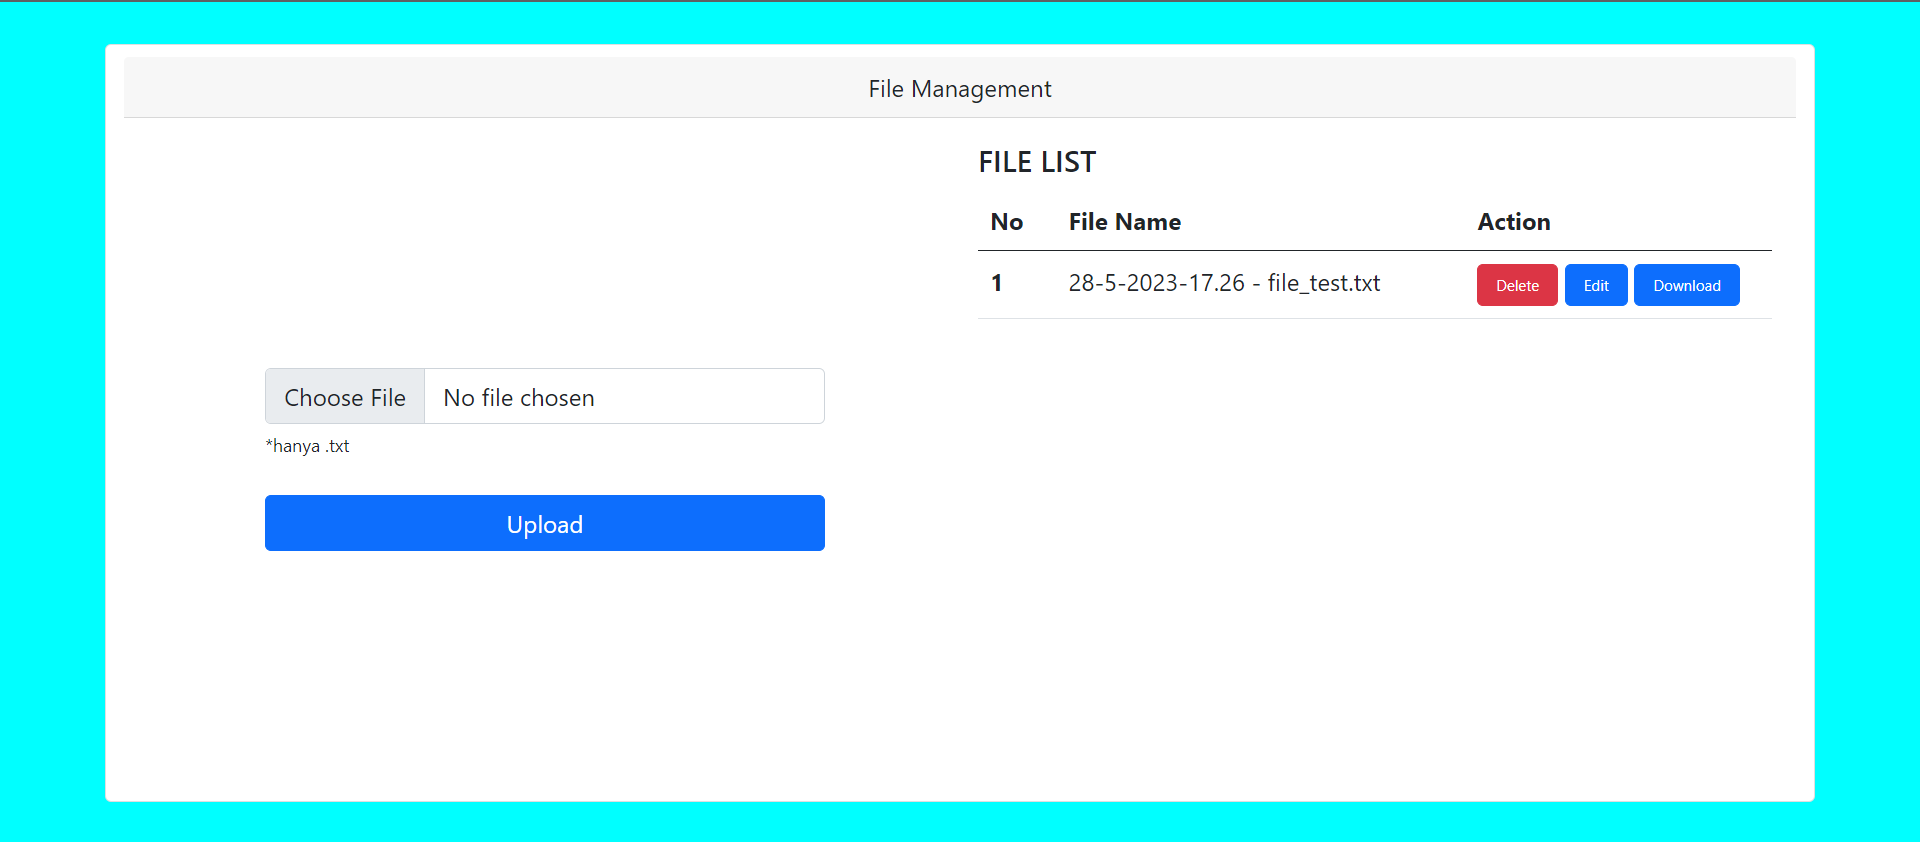 File Management
FILE LIST
No File Name Action
1 28-5-2023-17.26 - file_test.txt Delete Edit Download
Choose File No file chosen
*hanya .txt
Upload